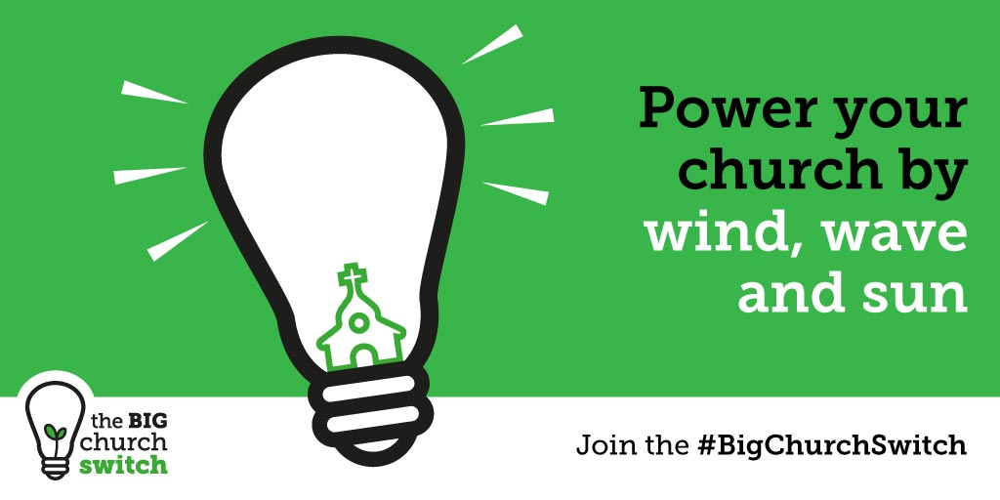 Power your
church by
wind, wave
and sun
the BIG
church
switch
Join the #BigChurchSwitch